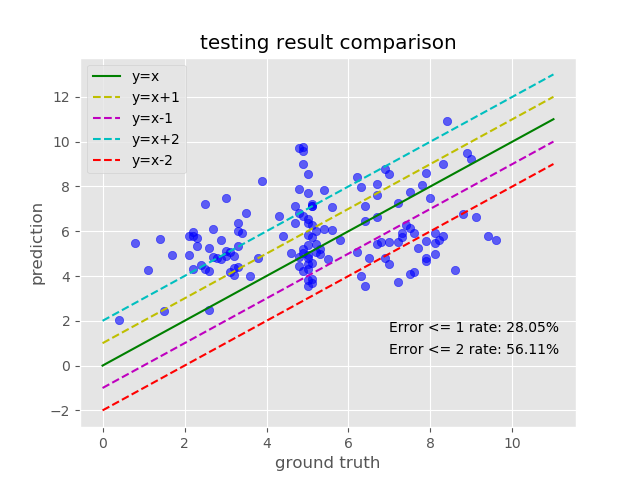 testing result comparison
y=x
y=x+1
y=x-1
y=x+2
y=x-2
12
10
8
6
4
2
0
−2
prediction
Error <= 1 rate: 28.05%
Error <= 2 rate: 56.11%
0 2 4 6 8 10
ground truth